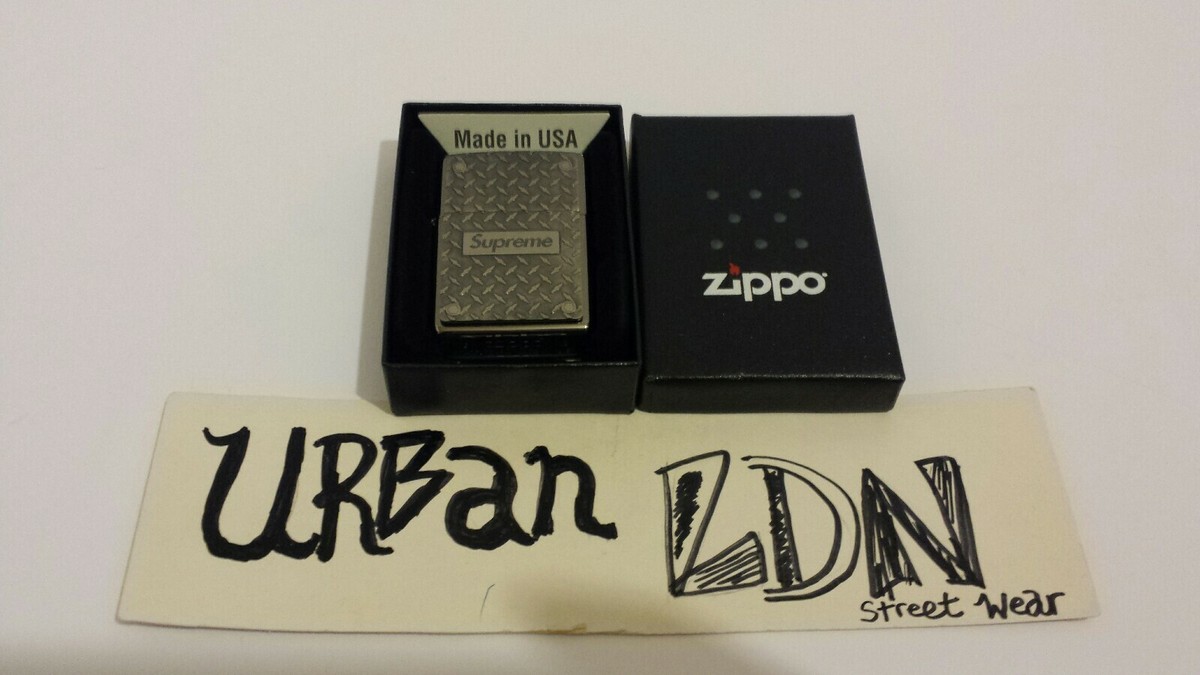 Made in USA
Supreme
zippo
URBan LDN
Street Wear